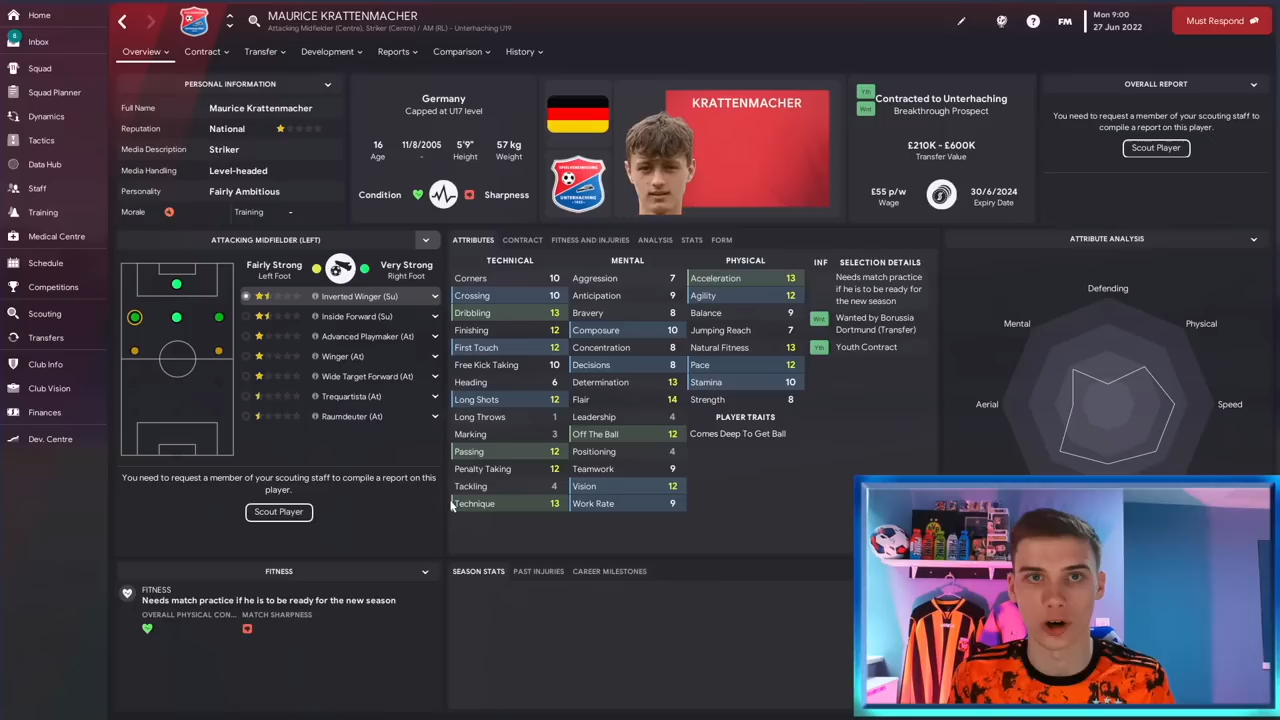 Home
8
Inbox
Squad
Squad Planner
Dynamics
Tactics
Data Hub
Staff
Training
Medical Centre
Schedule
Competitions
Scouting
Transfers
Club Info
Club Vision
Finances
Dev. Centre
MAURICE KRATTENMACHER
Attacking Midfielder (Centre), Striker (Centre) / AM (RL) - Unterhaching U19
FM
Mon 9:00
27 Jun 2022
Must Respond
Overview
Contract
Transfer
Development
Reports
Comparison
History
PERSONAL INFORMATION
Full Name Maurice Krattenmacher
Reputation National
Media Description Striker
Media Handling Level-headed
Personality Fairly Ambitious
Morale Training -
Germany
Capped at U17 level
16 11/8/2005 5'9" 57 kg
Age - Height Weight
Condition Sharpness
UNTERHACHING
KRATTENMACHER
Yth
Wnt
Contracted to Unterhaching
Breakthrough Prospect
£210K - £600K
Transfer Value
£55 p/w 30/6/2024
Wage Expiry Date
OVERALL REPORT
You need to request a member of your scouting staff to
compile a report on this player.
Scout Player
ATTACKING MIDFIELDER (LEFT)
Fairly Strong Very Strong
Left Foot Right Foot
Inverted Winger (Su)
Inside Forward (Su)
Advanced Playmaker (At)
Winger (At)
Wide Target Forward (At)
Trequartista (At)
Raumdeuter (At)
You need to request a member of your scouting staff to compile a report on this
player.
Scout Player
ATTRIBUTES CONTRACT FITNESS AND INJURIES ANALYSIS STATS FORM
TECHNICAL
Corners 10
Crossing 10
Dribbling 13
Finishing 12
First Touch 12
Free Kick Taking 10
Heading 6
Long Shots 12
Long Throws 1
Marking 3
Passing 12
Penalty Taking 12
Tackling 4
Technique 13
MENTAL
Aggression 7
Anticipation 9
Bravery 8
Composure 10
Concentration 8
Decisions 8
Determination 13
Flair 14
Leadership 4
Off The Ball 12
Positioning 4
Teamwork 9
Vision 12
Work Rate 9
PHYSICAL
Acceleration 13
Agility 12
Balance 9
Jumping Reach 7
Natural Fitness 13
Pace 12
Stamina 10
Strength 8
PLAYER TRAITS
Comes Deep To Get Ball
INF SELECTION DETAILS
Needs match practice
if he is to be ready for
the new season
Wnt Wanted by Borussia
Dortmund (Transfer)
Yth Youth Contract
ATTRIBUTE ANALYSIS
Defending
Mental Physical
Aerial Speed
FITNESS
FITNESS
Needs match practice if he is to be ready for the new season
OVERALL PHYSICAL CON... MATCH SHARPNESS
SEASON STATS PAST INJURIES CAREER MILESTONES